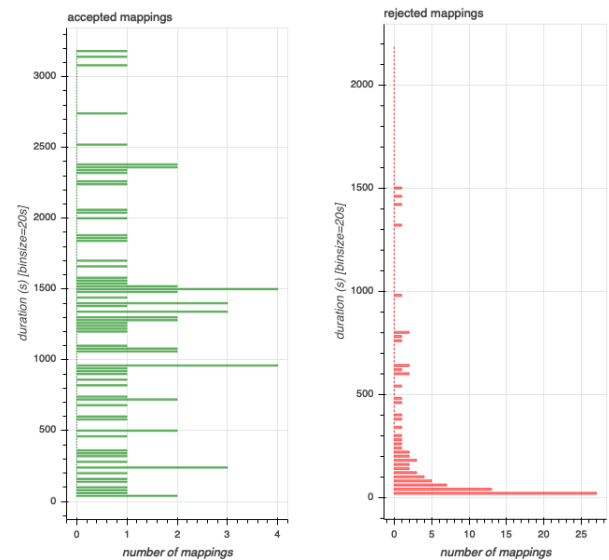 accepted mappings
3000
2500
2000
1500
1000
500
0
duration (s) [binsize=20s]
0 1 2 3 4
number of mappings
rejected mappings
2000
1500
1000
500
0
duration (s) [binsize=20s]
0 5 10 15 20 25
number of mappings